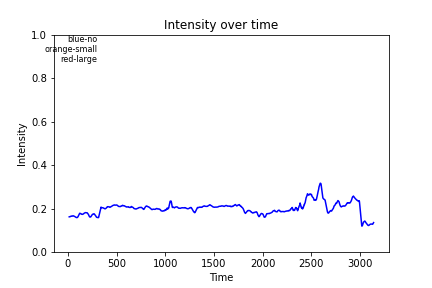 Intensity over time
blue-no
orange-small
red-large
1.0
0.8
0.6
0.4
0.2
0.0
Intensity
0 500 1000 1500 2000 2500 3000
Time